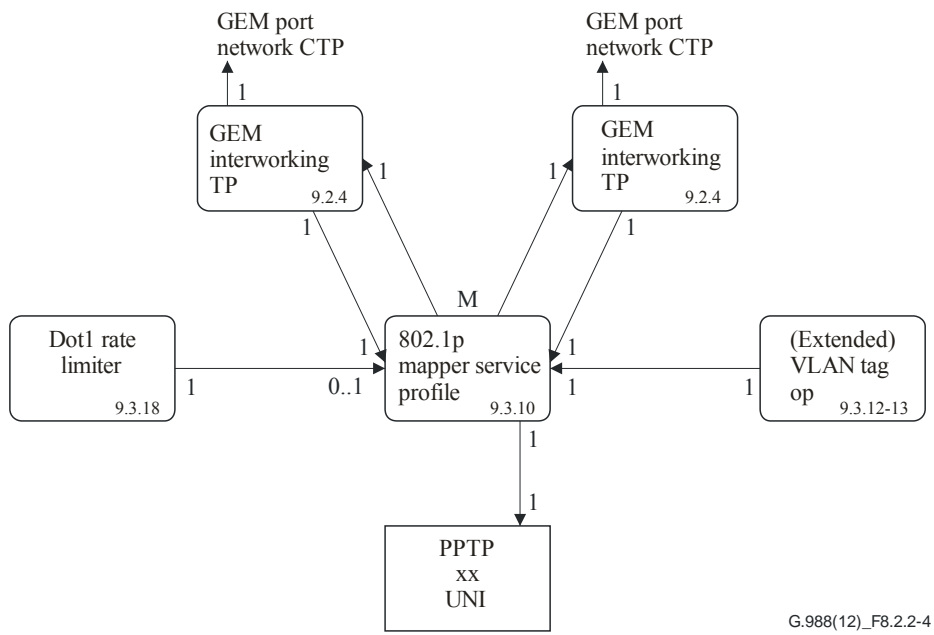 GEM port
network CTP
GEM port
network CTP
1
1
GEM
interworking
TP
9.2.4
GEM
interworking
TP
9.2.4
1
1
1
1
M
Dot1 rate
limiter
9.3.18
802.1p
mapper service
profile
9.3.10
(Extended)
VLAN tag
op
9.3.12-13
1
1
1
0..1
1
1
1
1
PPTP
xx
UNI
G.988(12)_F8.2.2-4